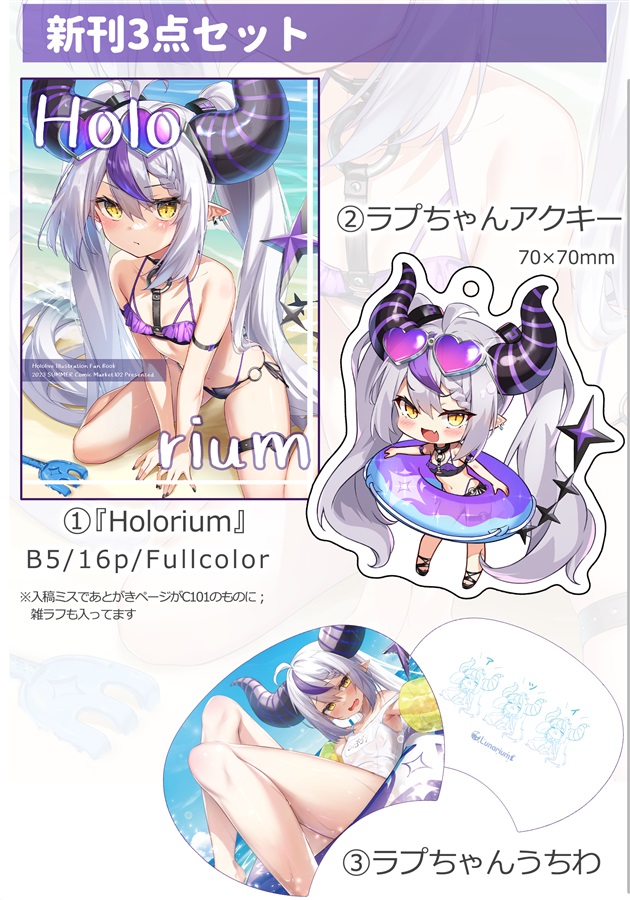 新刊3点セット
Holo
rium
Hololive Illustration Fan Book
2023 SUMMER Comic Market 102 Presented
①『Holorium』
B5/16p/Fullcolor
※入稿ミスであとがきページがC101のものに；
雑ラフも入ってます
②ラプちゃんアクキー
70×70mm
アツイ
@Lunariumit
③ラプちゃんうちわ